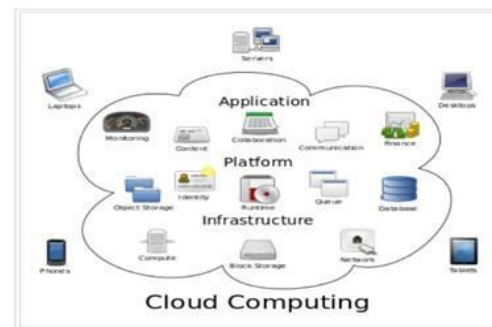 Servers
Application
Laptops
Desktops
Monitoring
Content
Collaboration
Communication
Finance
Platform
Object Storage
Identity
Runtime
Queue
Database
Infrastructure
Compute
Block Storage
Network
Phones
Tablets
Cloud Computing